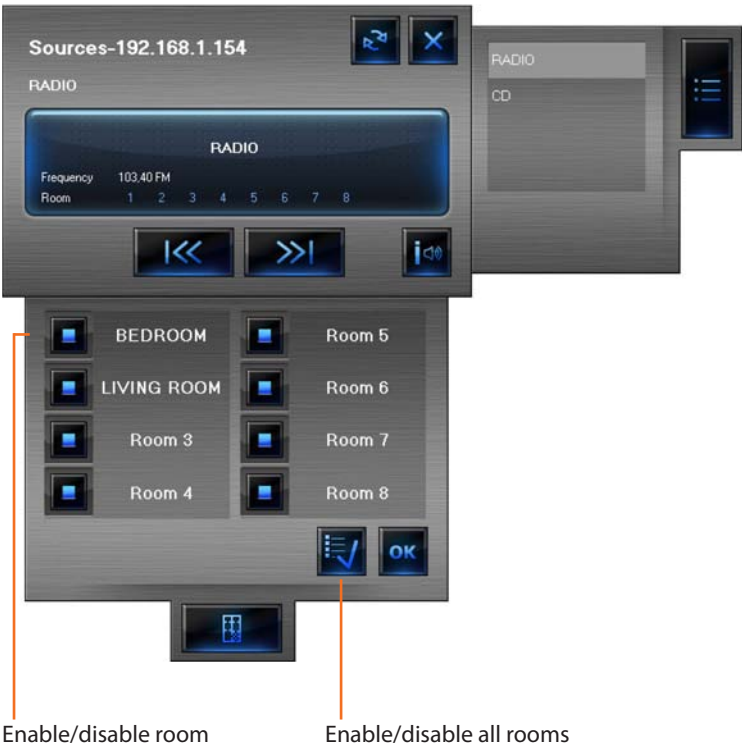 Sources-192.168.1.154
RADIO
RADIO
CD
RADIO
Frequency 103,40 FM
Room 1 2 3 4 5 6 7 8
i
BEDROOM Room 5
LIVING ROOM Room 6
Room 3 Room 7
Room 4 Room 8
OK
Enable/disable room Enable/disable all rooms